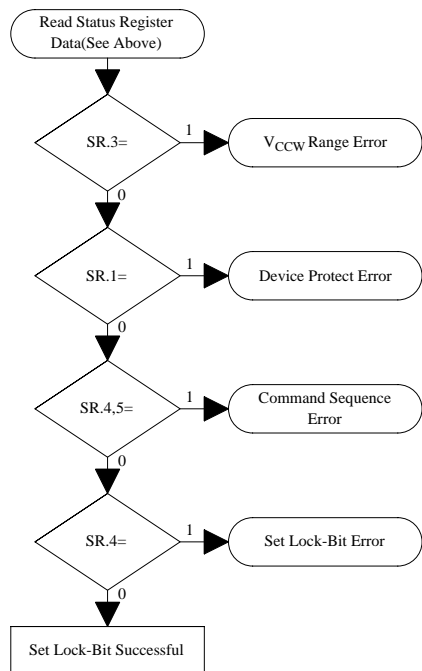 Read Status Register
Data(See Above)
SR.3=
1
VCCW Range Error
0
SR.1=
1
Device Protect Error
0
SR.4,5=
1
Command Sequence
Error
0
SR.4=
1
Set Lock-Bit Error
0
Set Lock-Bit Successful